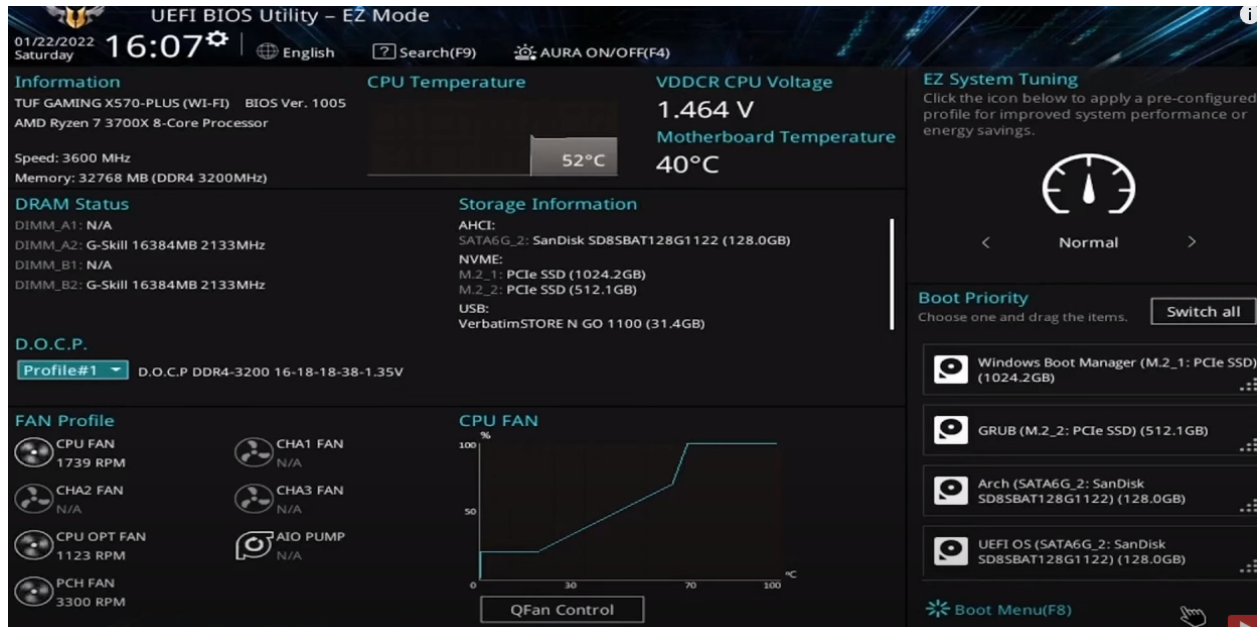 UEFI BIOS Utility – EZ Mode
01/22/2022
Saturday
16:07
English
Search(F9)
AURA ON/OFF(F4)
Information
TUF GAMING X570-PLUS (WI-FI) BIOS Ver. 1005
AMD Ryzen 7 3700X 8-Core Processor
Speed: 3600 MHz
Memory: 32768 MB (DDR4 3200MHz)
CPU Temperature
52°C
VDDCR CPU Voltage
1.464 V
Motherboard Temperature
40°C
EZ System Tuning
Click the icon below to apply a pre-configured
profile for improved system performance or
energy savings.
Normal
DRAM Status
DIMM_A1: N/A
DIMM_A2: G-Skill 16384MB 2133MHz
DIMM_B1: N/A
DIMM_B2: G-Skill 16384MB 2133MHz
Storage Information
AHCI:
SATA6G_2: SanDisk SD8SBAT128G1122 (128.0GB)
NVME:
M.2_1: PCIe SSD (1024.2GB)
M.2_2: PCIe SSD (512.1GB)
USB:
VerbatimSTORE N GO 1100 (31.4GB)
D.O.C.P.
Profile#1
D.O.C.P DDR4-3200 16-18-18-38-1.35V
Boot Priority
Choose one and drag the items.
Switch all
Windows Boot Manager (M.2_1: PCIe SSD)
(1024.2GB)
GRUB (M.2_2: PCIe SSD) (512.1GB)
Arch (SATA6G_2: SanDisk
SD8SBAT128G1122) (128.0GB)
UEFI OS (SATA6G_2: SanDisk
SD8SBAT128G1122) (128.0GB)
Boot Menu(F8)
FAN Profile
CPU FAN
1739 RPM
CHA1 FAN
N/A
CHA2 FAN
N/A
CHA3 FAN
N/A
CPU OPT FAN
1123 RPM
AIO PUMP
N/A
PCH FAN
3300 RPM
CPU FAN
%
100
50
0
30
70
100
°C
QFan Control